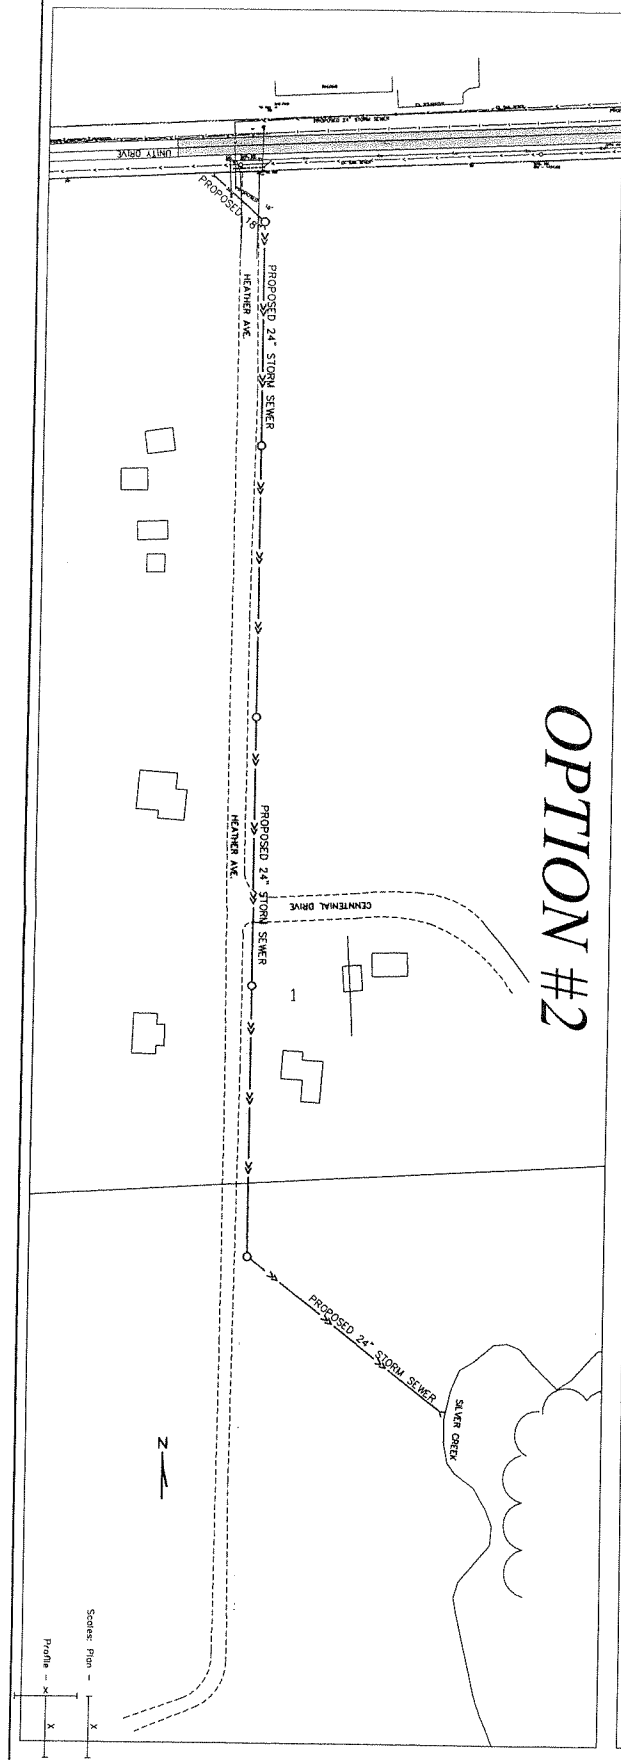 UNITY DRIVE
PROPOSED 18"
HEATHER AVE.
PROPOSED 24" STORM SEWER
OPTION #2
HEATHER AVE.
PROPOSED 24" STORM SEWER
CENNTENIAL DRIVE
1
PROPOSED 24" STORM SEWER
SILVER CREEK
N
Scales: Plan -
X
Profile - X
X